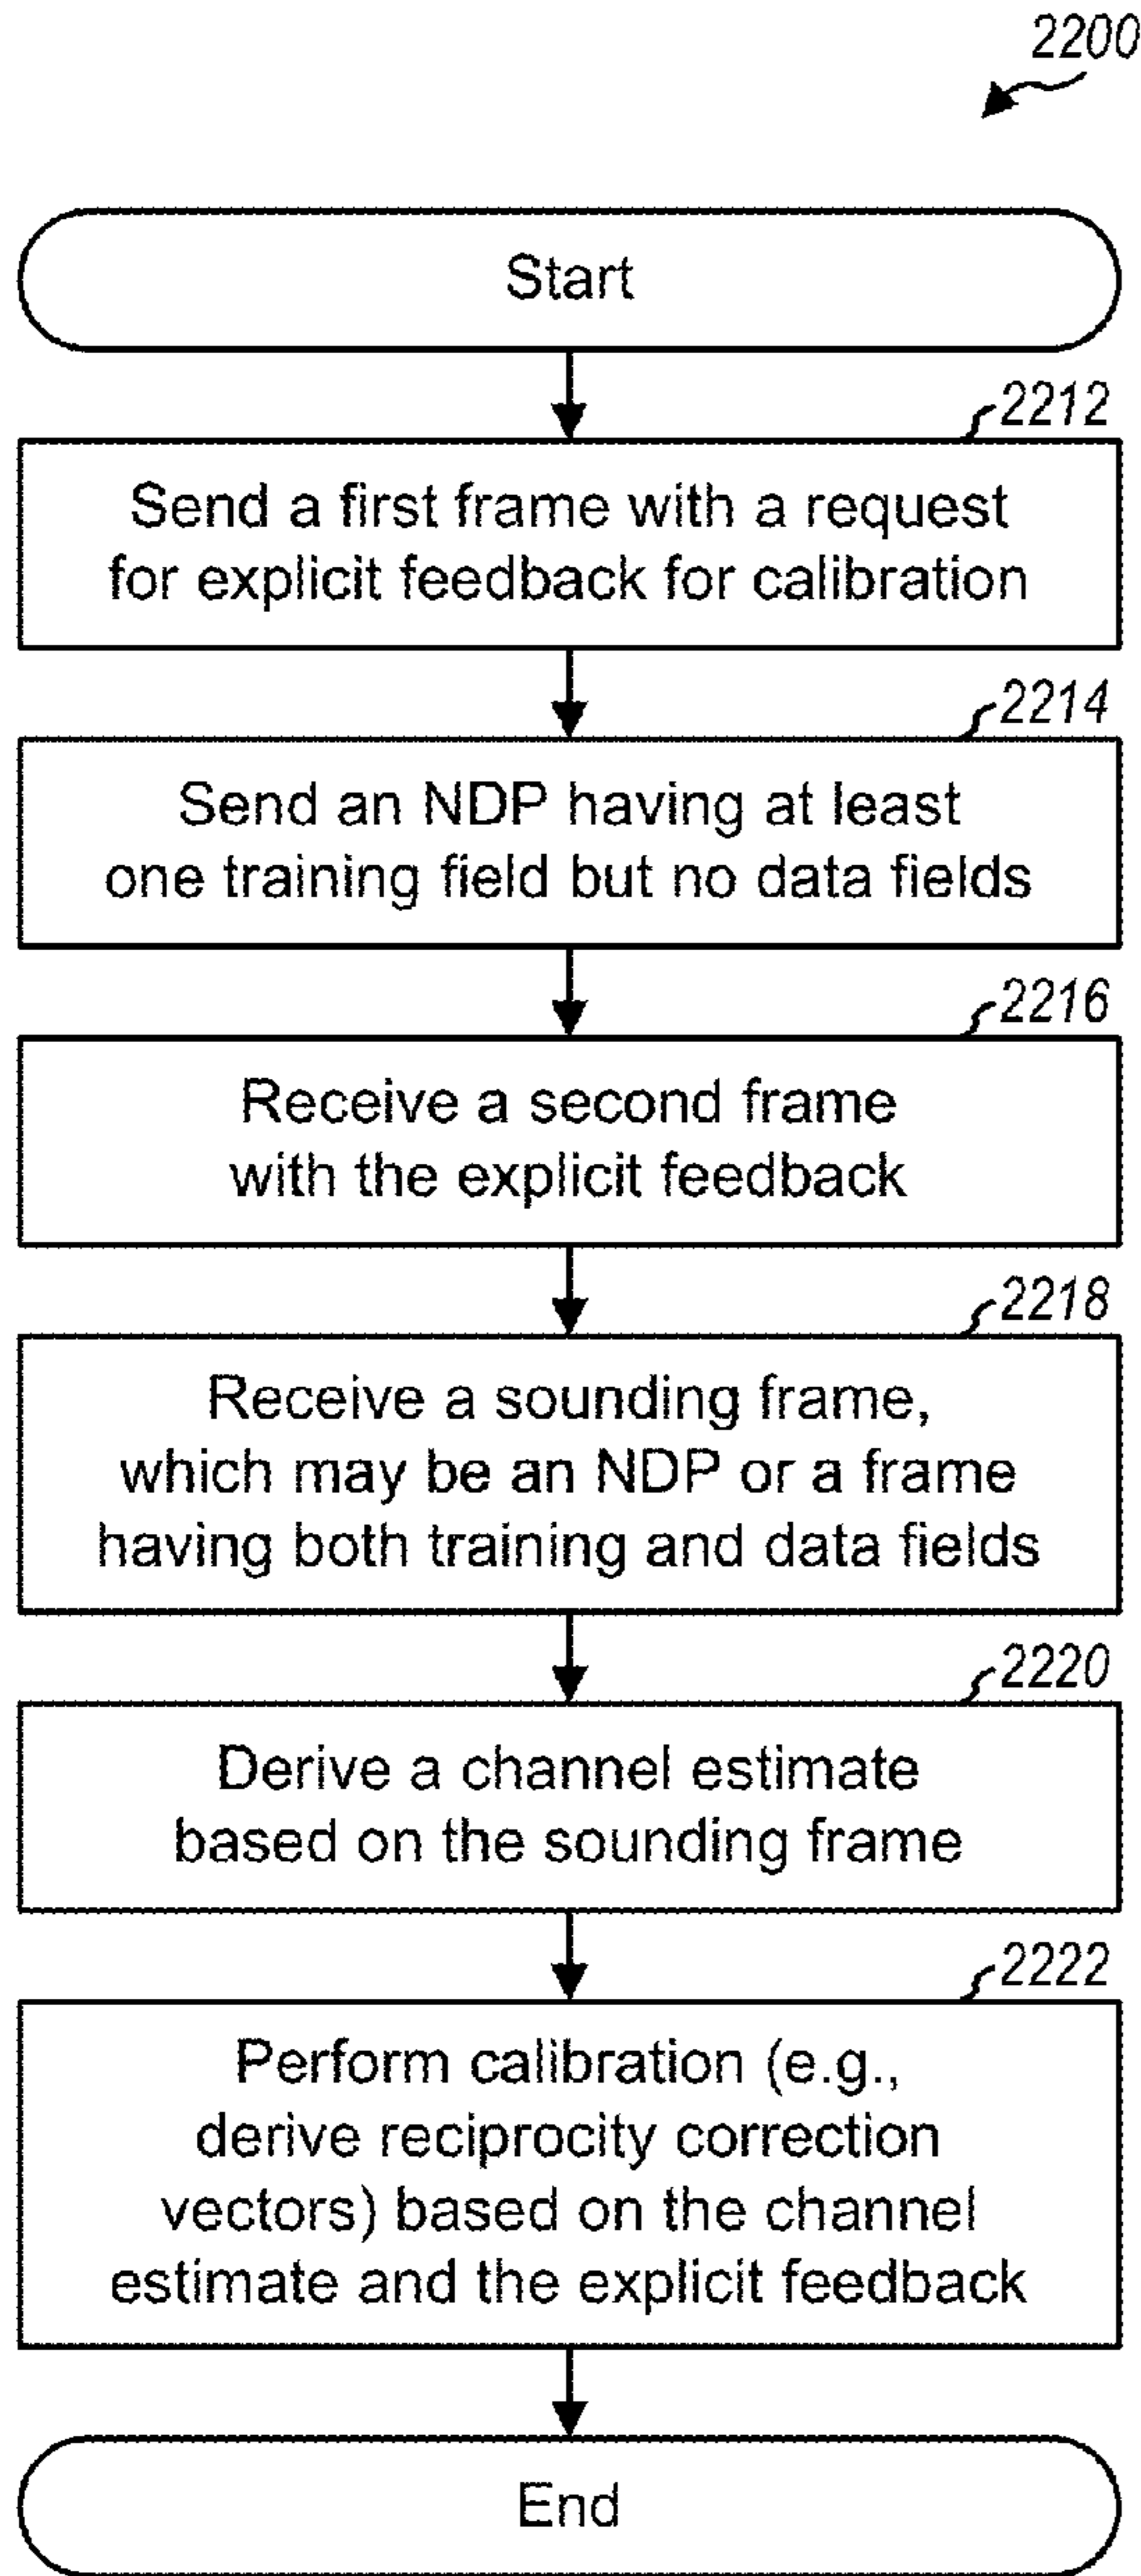 2200
Start
2212
Send a first frame with a request
for explicit feedback for calibration
2214
Send an NDP having at least
one training field but no data fields
2216
Receive a second frame
with the explicit feedback
2218
Receive a sounding frame,
which may be an NDP or a frame
having both training and data fields
2220
Derive a channel estimate
based on the sounding frame
2222
Perform calibration (e.g.,
derive reciprocity correction
vectors) based on the channel
estimate and the explicit feedback
End